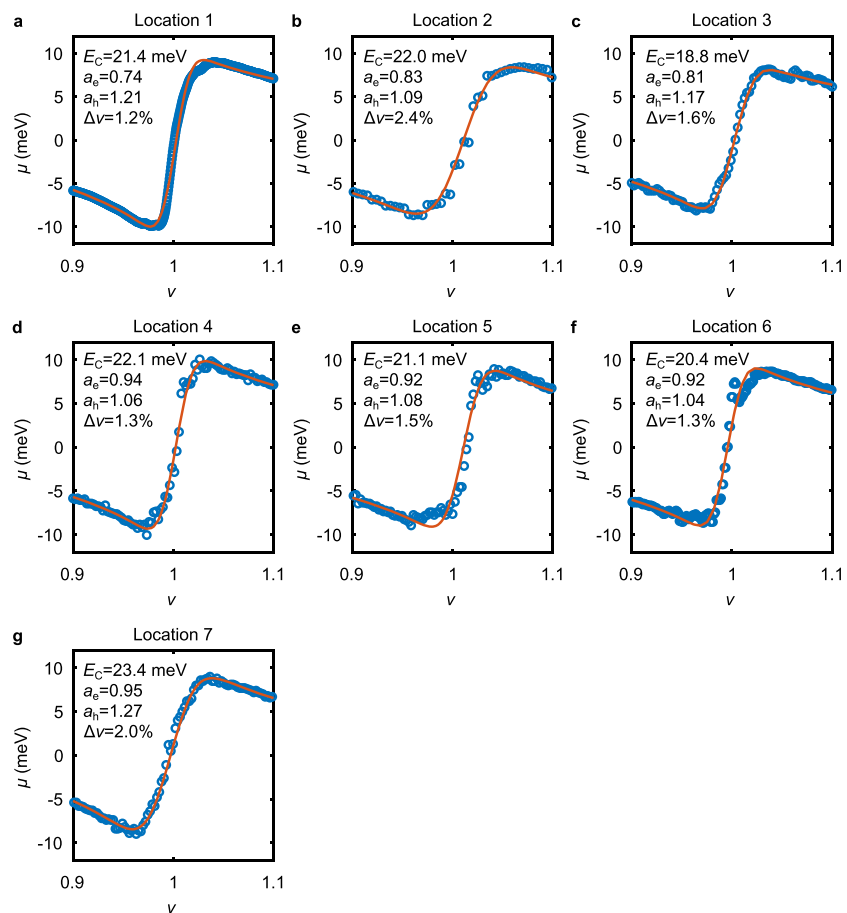 a Location 1
E_C=21.4 meV
a_e=0.74
a_h=1.21
Δν=1.2%
10
5
0
-5
-10
μ (meV)
0.9 1 1.1
ν
b Location 2
E_C=22.0 meV
a_e=0.83
a_h=1.09
Δν=2.4%
10
5
0
-5
-10
μ (meV)
0.9 1 1.1
ν
c Location 3
E_C=18.8 meV
a_e=0.81
a_h=1.17
Δν=1.6%
10
5
0
-5
-10
μ (meV)
0.9 1 1.1
ν
d Location 4
E_C=22.1 meV
a_e=0.94
a_h=1.06
Δν=1.3%
10
5
0
-5
-10
μ (meV)
0.9 1 1.1
ν
e Location 5
E_C=21.1 meV
a_e=0.92
a_h=1.08
Δν=1.5%
10
5
0
-5
-10
μ (meV)
0.9 1 1.1
ν
f Location 6
E_C=20.4 meV
a_e=0.92
a_h=1.04
Δν=1.3%
10
5
0
-5
-10
μ (meV)
0.9 1 1.1
ν
g Location 7
E_C=23.4 meV
a_e=0.95
a_h=1.27
Δν=2.0%
10
5
0
-5
-10
μ (meV)
0.9 1 1.1
ν